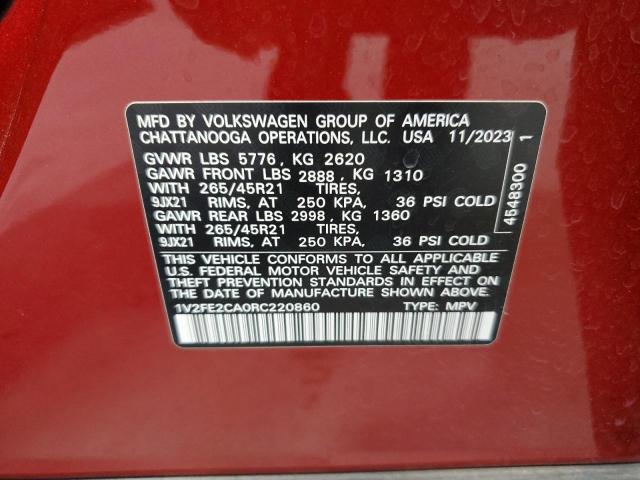 MFD BY VOLKSWAGEN GROUP OF AMERICA
CHATTANOOGA OPERATIONS, LLC. USA 11/2023
GVWR LBS 5776 , KG 2620
GAWR FRONT LBS 2888 , KG 1310
WITH 265/45R21 TIRES,
9JX21 RIMS, AT 250 KPA, 36 PSI COLD
GAWR REAR LBS 2998 , KG 1360
WITH 265/45R21 TIRES,
9JX21 RIMS, AT 250 KPA, 36 PSI COLD
THIS VEHICLE CONFORMS TO ALL APPLICABLE
U.S. FEDERAL MOTOR VEHICLE SAFETY AND
THEFT PREVENTION STANDARDS IN EFFECT ON
THE DATE OF MANUFACTURE SHOWN ABOVE.
1V2FE2CA0RC220860 TYPE: MPV
4548300 1